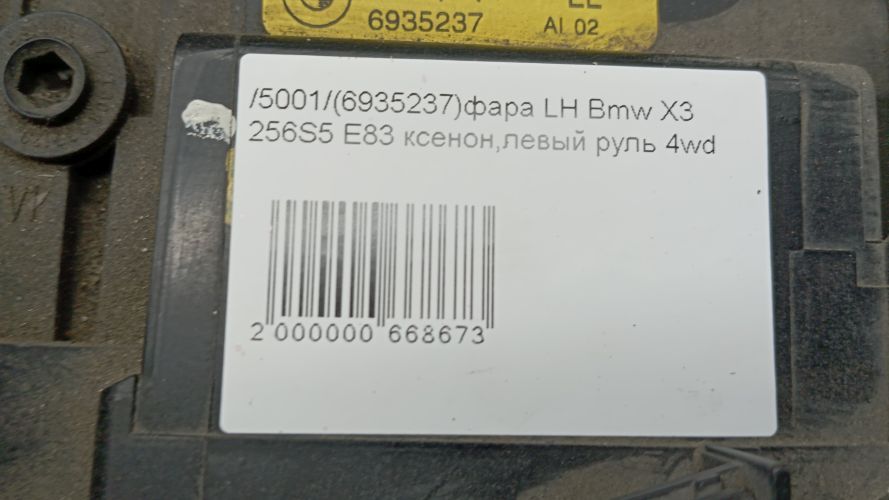 6935237 AI 02
/5001/(6935237)фара LH Bmw X3
256S5 E83 ксенон,левый руль 4wd
2 000000 668673